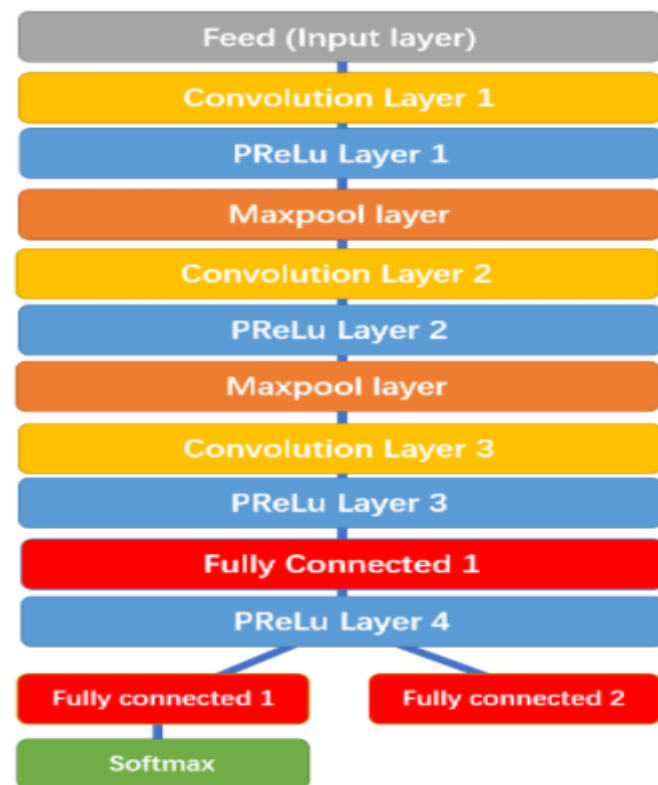 Feed (Input layer)
Convolution Layer 1
PReLu Layer 1
Maxpool layer
Convolution Layer 2
PReLu Layer 2
Maxpool layer
Convolution Layer 3
PReLu Layer 3
Fully Connected 1
PReLu Layer 4
Fully connected 1
Fully connected 2
Softmax